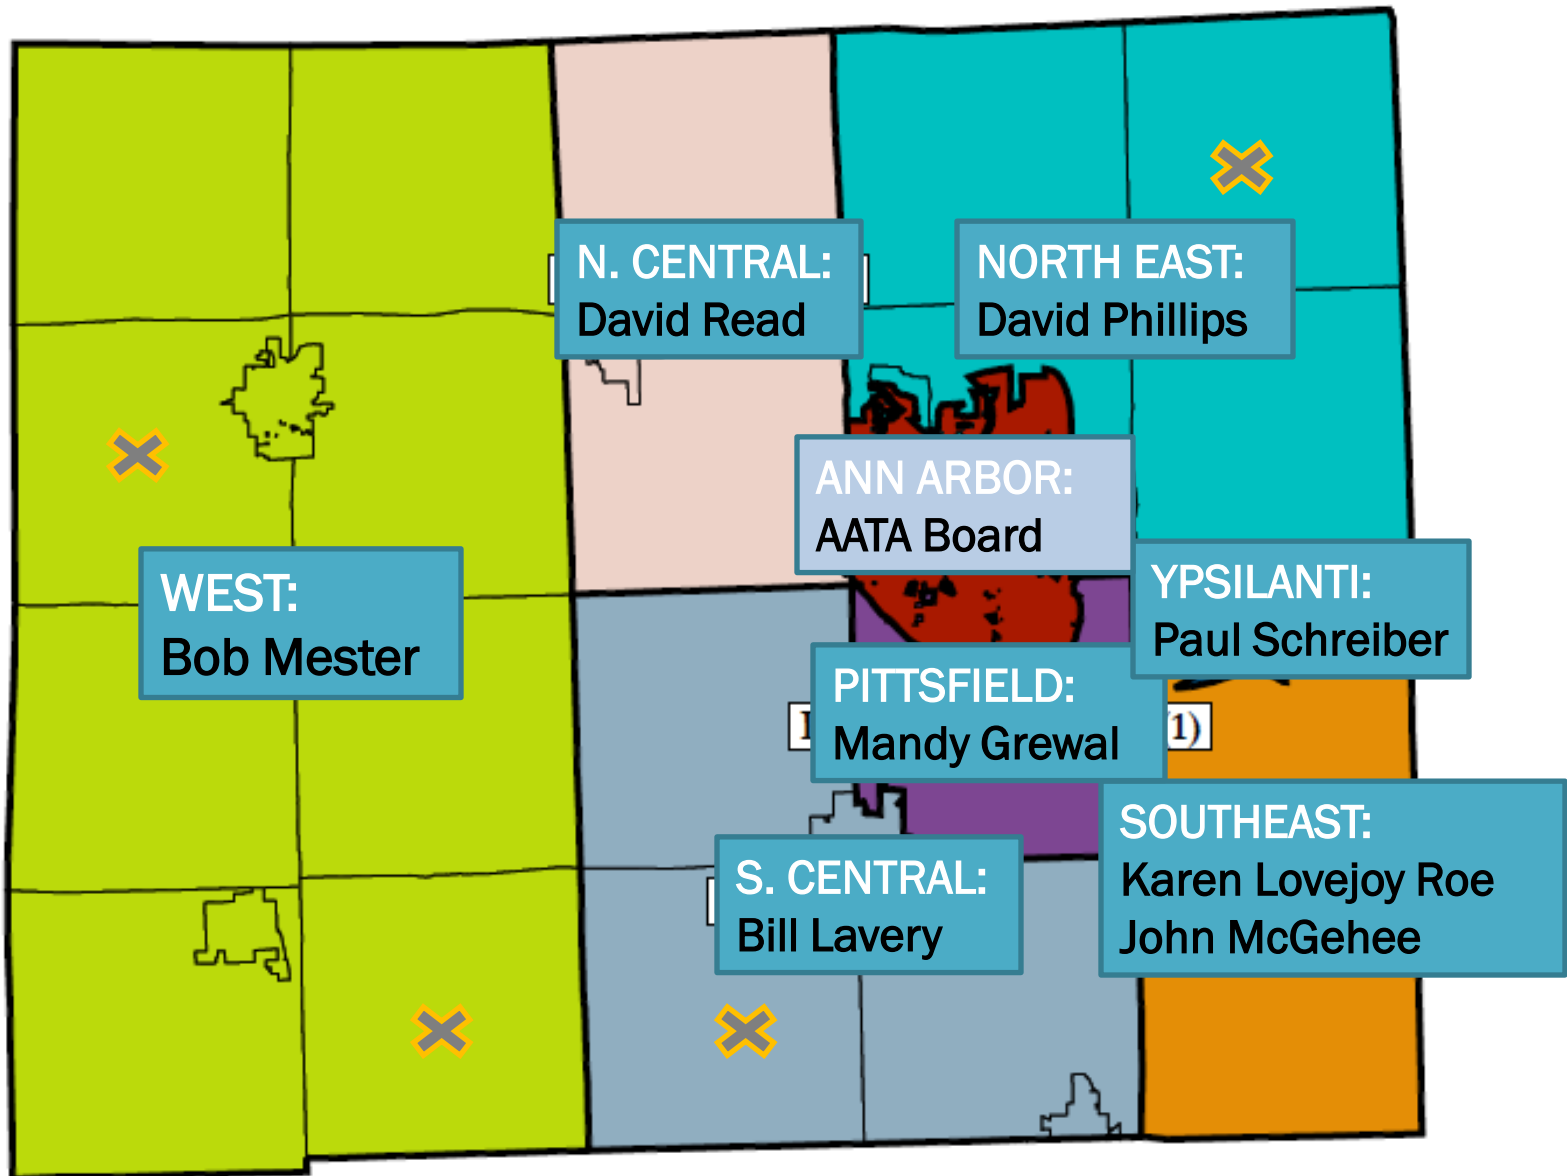 N. CENTRAL:
David Read
NORTH EAST:
David Phillips
ANN ARBOR:
AATA Board
WEST:
Bob Mester
YPSILANTI:
Paul Schreiber
PITTSFIELD:
Mandy Grewal
1)
SOUTHEAST:
Karen Lovejoy Roe
John McGehee
S. CENTRAL:
Bill Lavery